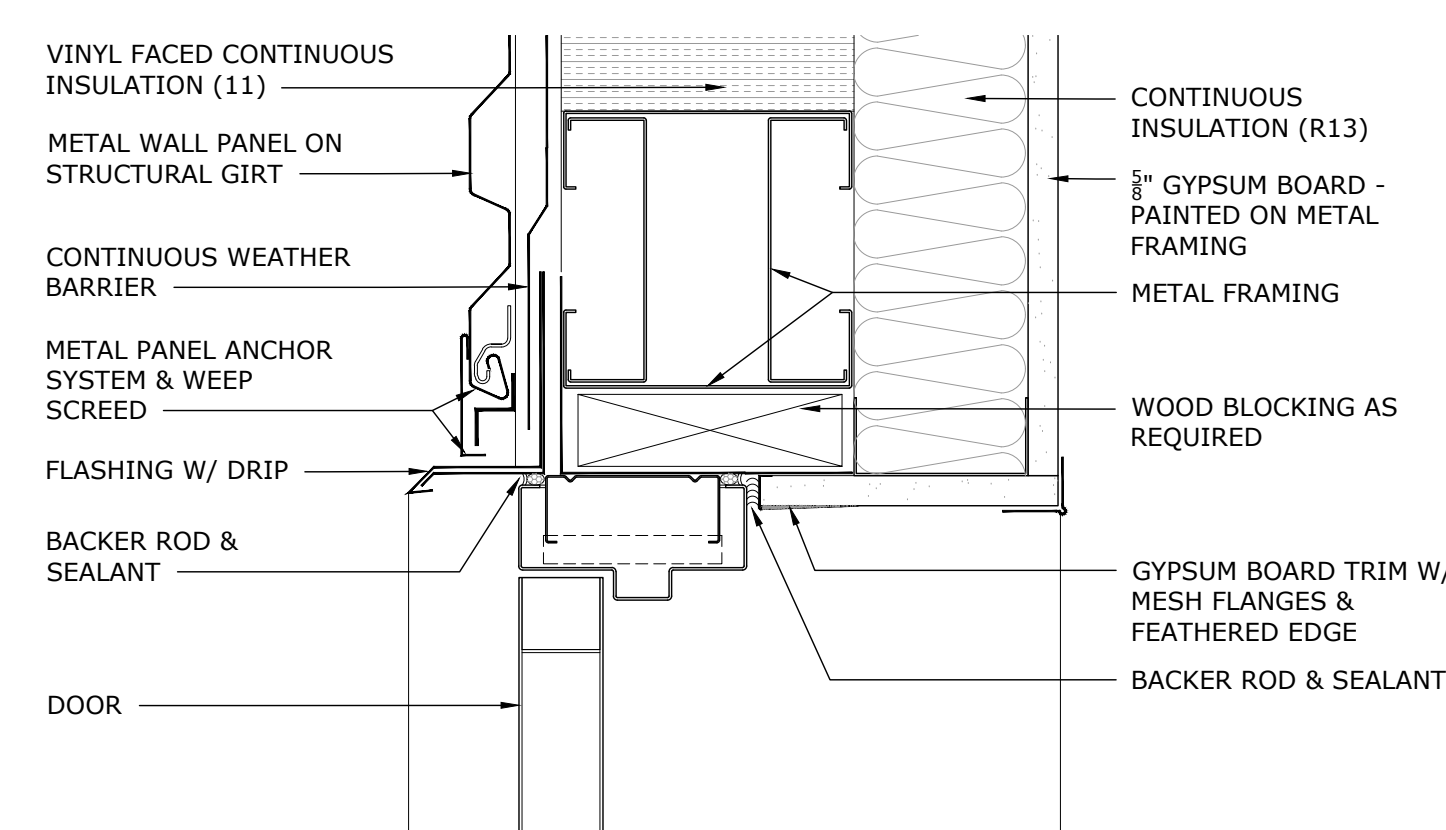 VINYL FACED CONTINUOUS
INSULATION (11)
METAL WALL PANEL ON
STRUCTURAL GIRT
CONTINUOUS WEATHER
BARRIER
METAL PANEL ANCHOR
SYSTEM & WEEP
SCREED
FLASHING W/ DRIP
BACKER ROD &
SEALANT
DOOR
CONTINUOUS
INSULATION (R13)
5/8" GYPSUM BOARD -
PAINTED ON METAL
FRAMING
METAL FRAMING
WOOD BLOCKING AS
REQUIRED
GYPSUM BOARD TRIM W/
MESH FLANGES &
FEATHERED EDGE
BACKER ROD & SEALANT